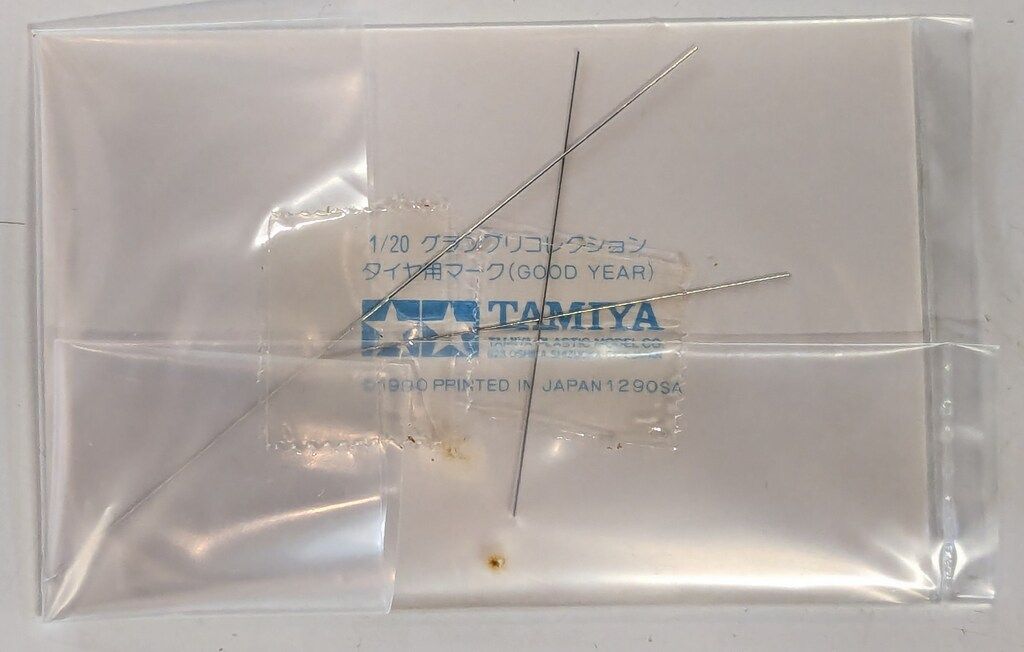 1/20 グランプリコレクション
タイヤ用マーク(GOOD YEAR)
TAMIYA
TAMIYA PLASTIC MODEL CO.
©1990 PRINTED IN JAPAN 1290SA